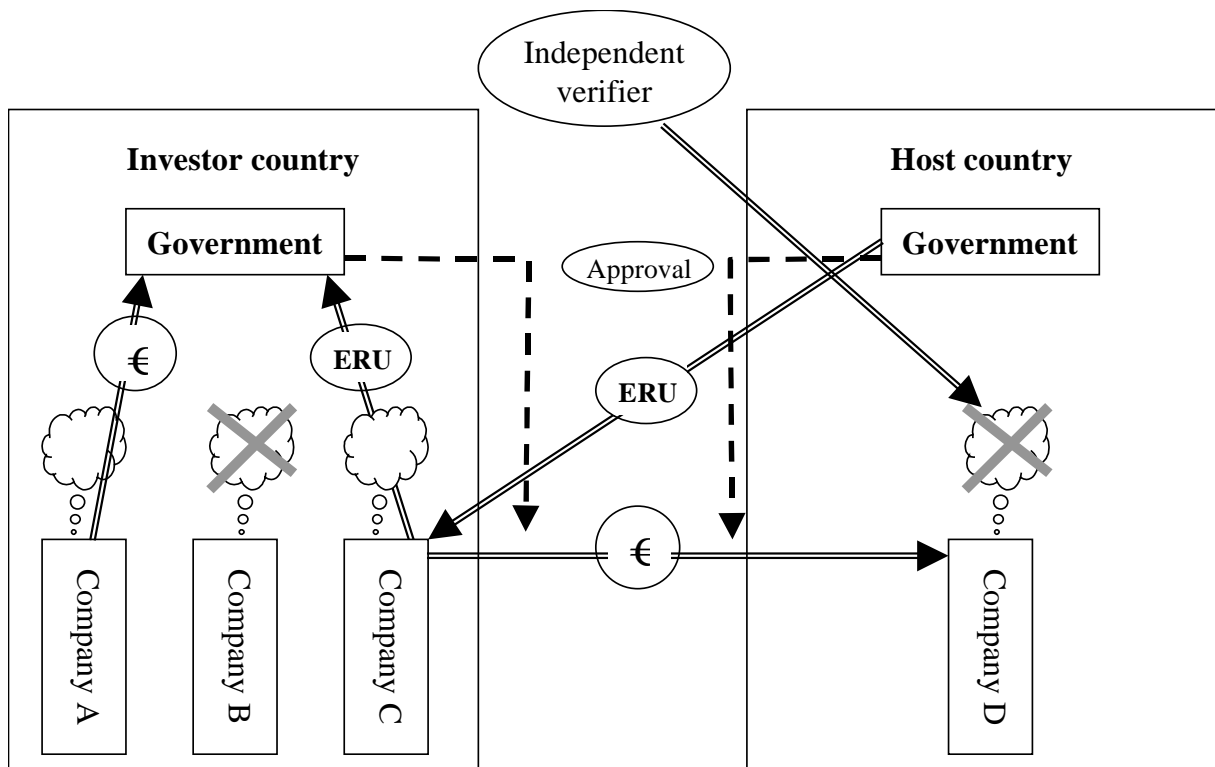 Independent
verifier
Investor country
Host country
Government
Government
Approval
€
ERU
ERU
€
Company A
Company B
Company C
Company D